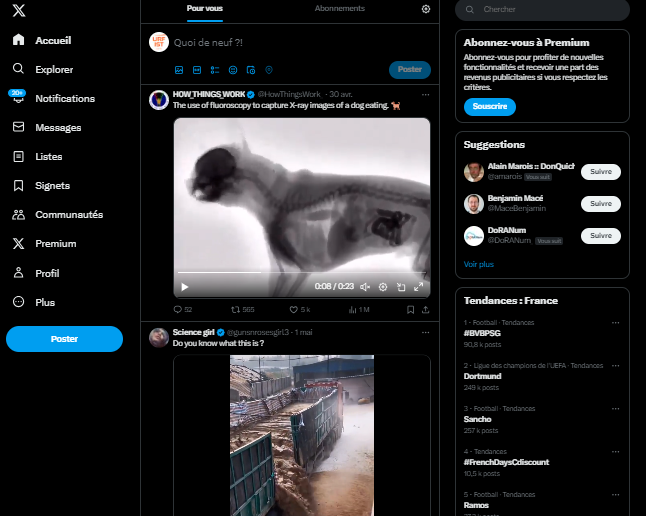 Accueil
Explorer
20+
Notifications
Messages
Listes
Signets
Communautés
Premium
Profil
Plus
Poster
Pour vous
Abonnements
URF
IST
Quoi de neuf ?!
Poster
HOW_THINGS_WORK @HowThingsWork_ · 30 avr.
The use of fluoroscopy to capture X-ray images of a dog eating.
0:08 / 0:23
52
565
5 k
1 M
Science girl @gunsnrosesgirl3 · 1 mai
Do you know what this is ?
Chercher
Abonnez-vous à Premium
Abonnez-vous pour profiter de nouvelles
fonctionnalités et recevoir une part des
revenus publicitaires si vous respectez les
critères.
Souscrire
Suggestions
Alain Marois :: DonQuich
@amarois Vous suit
Suivre
Benjamin Macé
@MaceBenjamin
Suivre
DoRANum
@DoRANum Vous suit
Suivre
Voir plus
Tendances : France
1 · Football · Tendances
#BVBPSG
90,8 k posts
2 · Ligue des champions de l'UEFA · Tendances
Dortmund
249 k posts
3 · Football · Tendances
Sancho
257 k posts
4 · Tendances
#FrenchDaysCdiscount
10,5 k posts
5 · Football · Tendances
Ramos